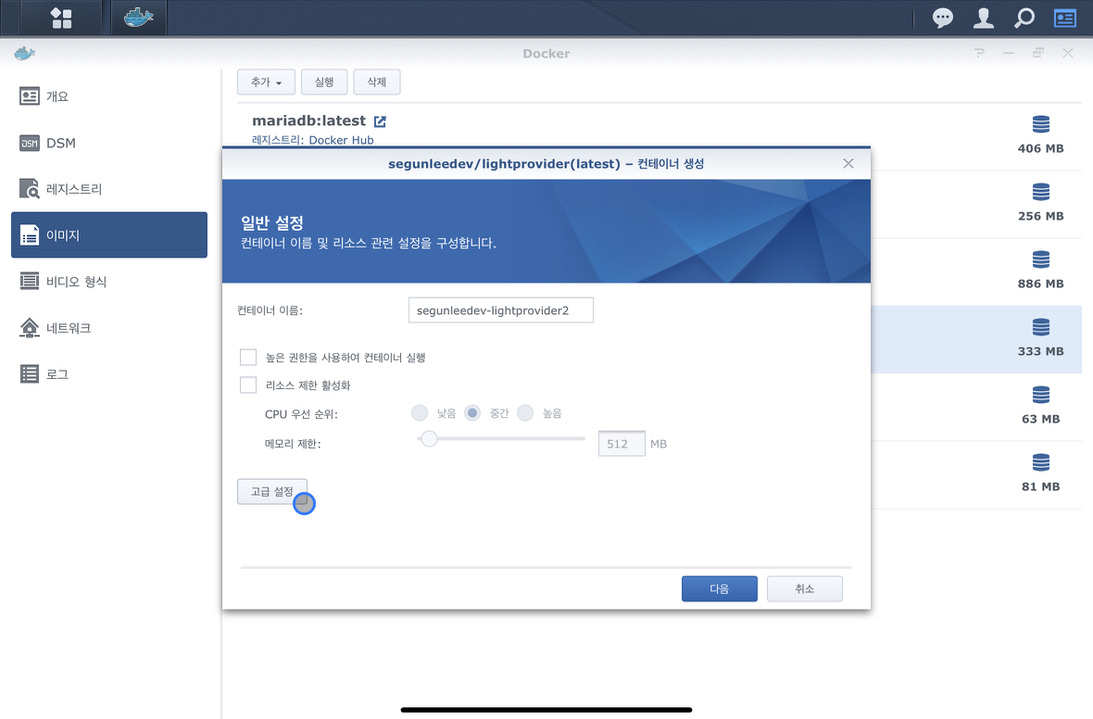 Docker
개요
DSM
DSM
레지스트리
이미지
비디오 형식
네트워크
로그
추가
실행
삭제
mariadb:latest
레지스트리: Docker Hub
406 MB
256 MB
886 MB
333 MB
63 MB
81 MB
segunleedev/lightprovider(latest) – 컨테이너 생성
일반 설정
컨테이너 이름 및 리소스 관련 설정을 구성합니다.
컨테이너 이름: segunleedev-lightprovider2
높은 권한을 사용하여 컨테이너 실행
리소스 제한 활성화
CPU 우선 순위: 낮음 중간 높음
메모리 제한: 512 MB
고급 설정
다음 취소